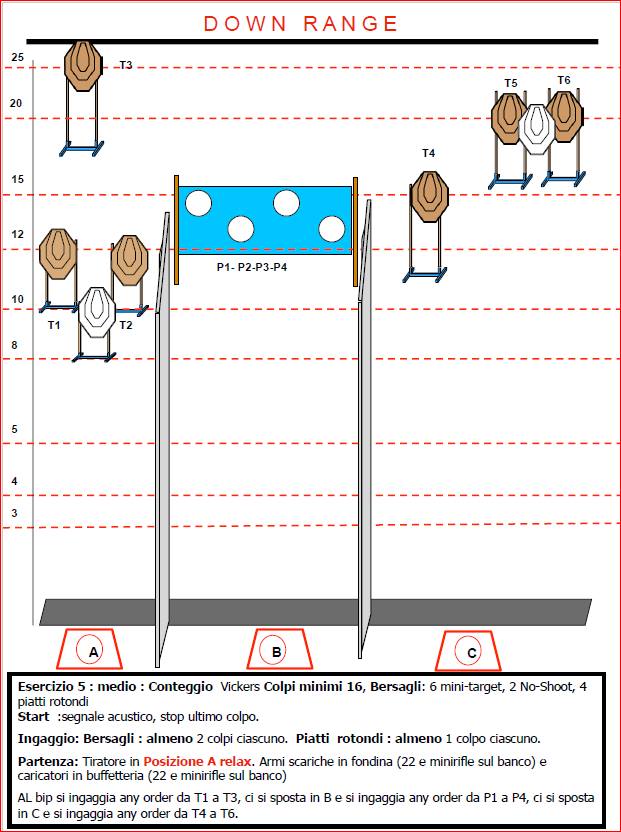 DOWN RANGE
25
T3
T5
T6
20
T4
15
12
P1- P2-P3-P4
10
T1
T2
8
5
4
3
A
B
C
Esercizio 5 : medio : Conteggio Vickers Colpi minimi 16, Bersagli: 6 mini-target, 2 No-Shoot, 4
piatti rotondi
Start :segnale acustico, stop ultimo colpo.
Ingaggio: Bersagli : almeno 2 colpi ciascuno. Piatti rotondi : almeno 1 colpo ciascuno.
Partenza: Tiratore in Posizione A relax. Armi scariche in fondina (22 e minirifle sul banco) e
caricatori in buffetteria (22 e minirifle sul banco)
AL bip si ingaggia any order da T1 a T3, ci si sposta in B e si ingaggia any order da P1 a P4, ci si sposta
in C e si ingaggia any order da T4 a T6.